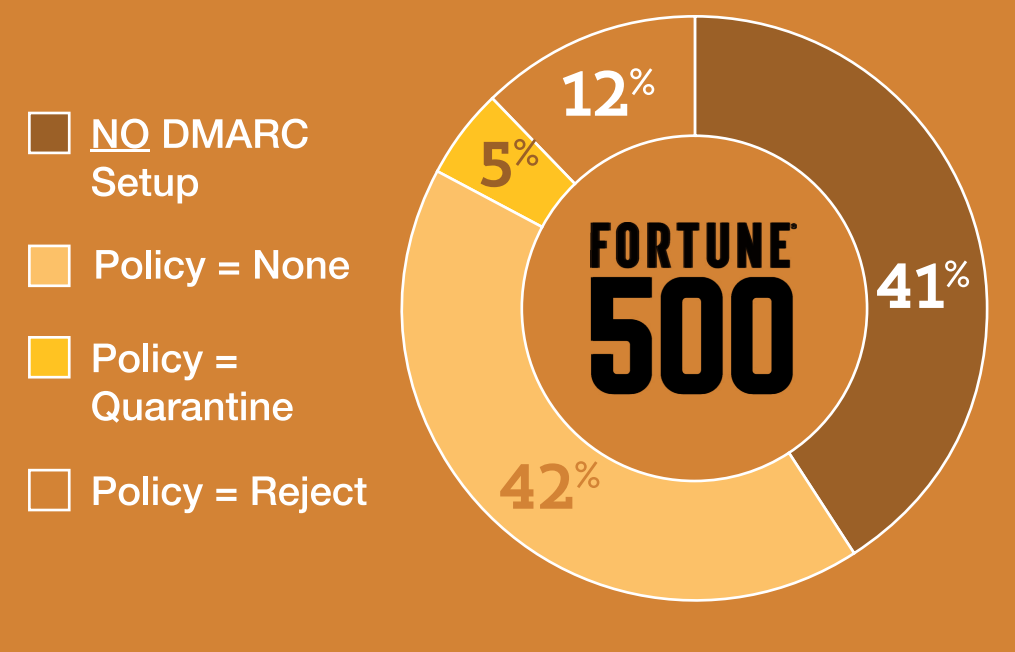 NO DMARC
Setup
Policy = None
Policy =
Quarantine
Policy = Reject
12%
5%
41%
42%
FORTUNE®
500